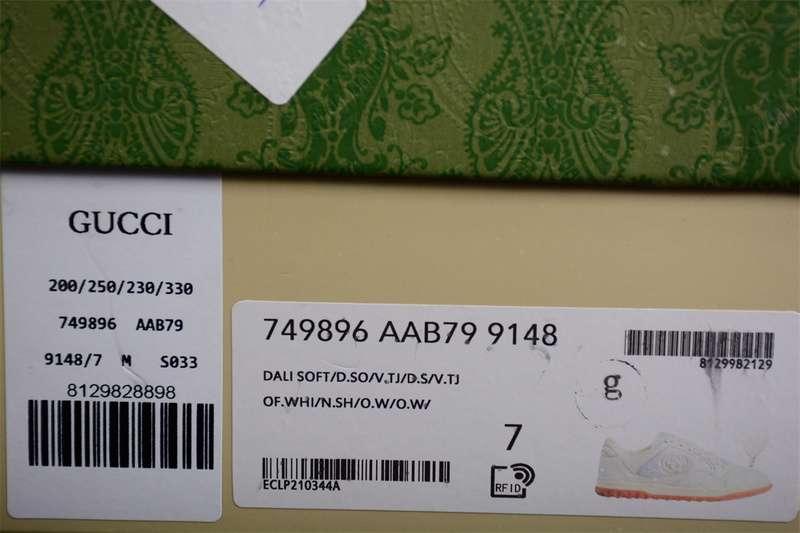 GUCCI
200/250/230/330
749896 AAB79
9148/7 M S033
8129828898
749896 AAB79 9148
8129982129
DALI SOFT/D.SO/V.TJ/D.S/V.TJ
OF.WHI/N.SH/O.W/O.W/
g
7
RFID
ECLP210344A